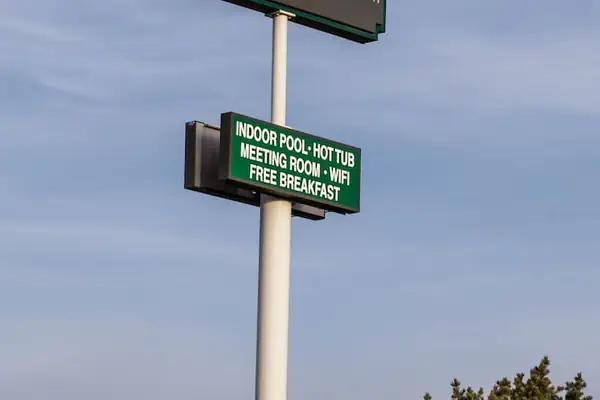 INDOOR POOL • HOT TUB
MEETING ROOM • WIFI
FREE BREAKFAST